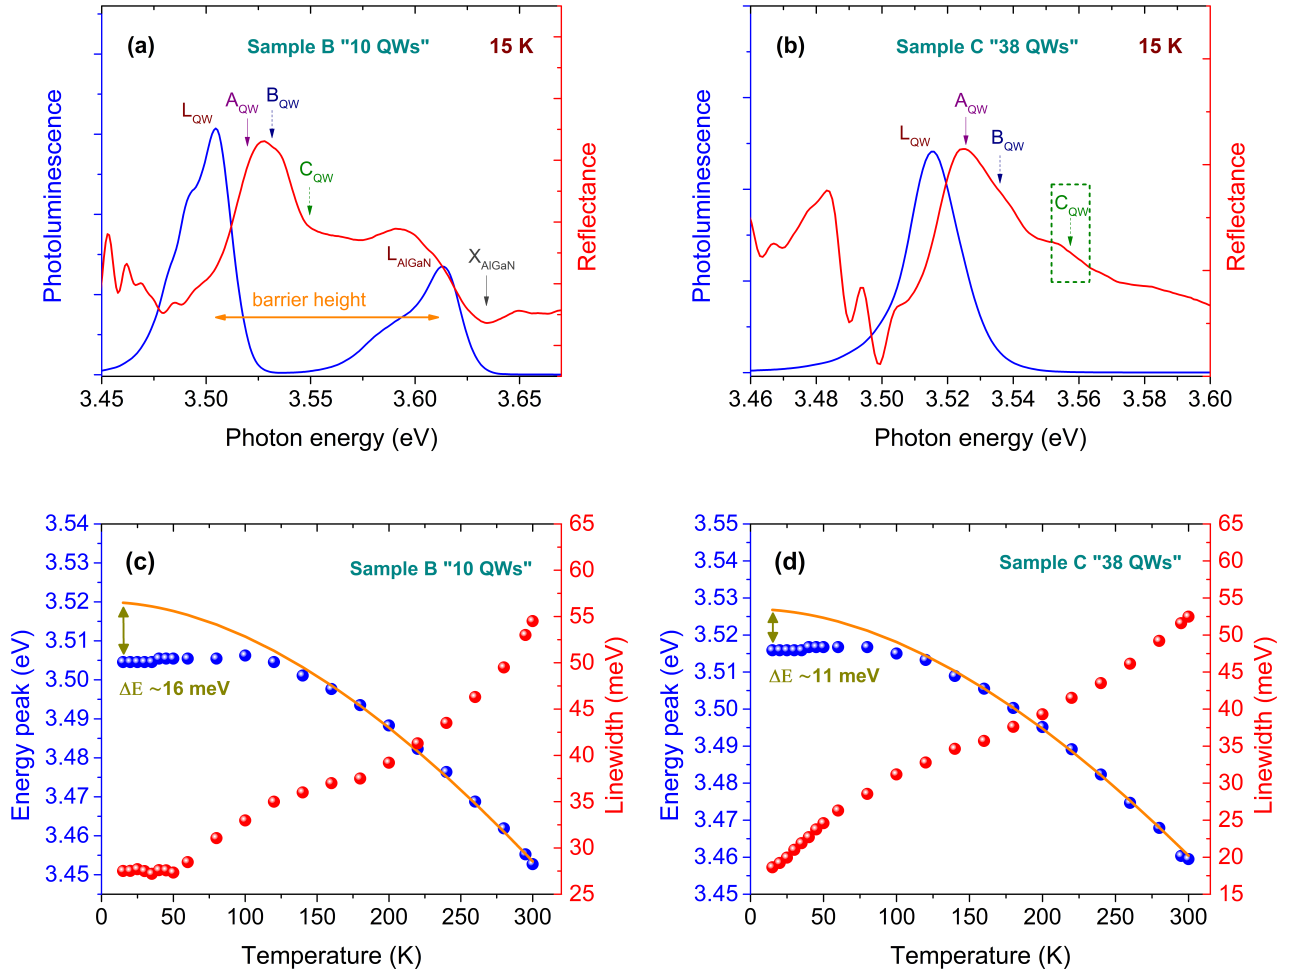 (a)
Sample B "10 QWs"
15 K
L_QW
A_QW
B_QW
C_QW
L_AlGaN
X_AlGaN
barrier height
Photoluminescence
Reflectance
3.45 3.50 3.55 3.60 3.65
Photon energy (eV)
(b)
Sample C "38 QWs"
15 K
L_QW
A_QW
B_QW
C_QW
Photoluminescence
Reflectance
3.46 3.48 3.50 3.52 3.54 3.56 3.58 3.60
Photon energy (eV)
(c)
Sample B "10 QWs"
ΔE ~16 meV
Energy peak (eV)
3.54
3.53
3.52
3.51
3.50
3.49
3.48
3.47
3.46
3.45
Linewidth (meV)
65
60
55
50
45
40
35
30
25
0 50 100 150 200 250 300
Temperature (K)
(d)
Sample C "38 QWs"
ΔE ~11 meV
Energy peak (eV)
3.55
3.54
3.53
3.52
3.51
3.50
3.49
3.48
3.47
3.46
3.45
Linewidth (meV)
65
60
55
50
45
40
35
30
25
20
15
0 50 100 150 200 250 300
Temperature (K)